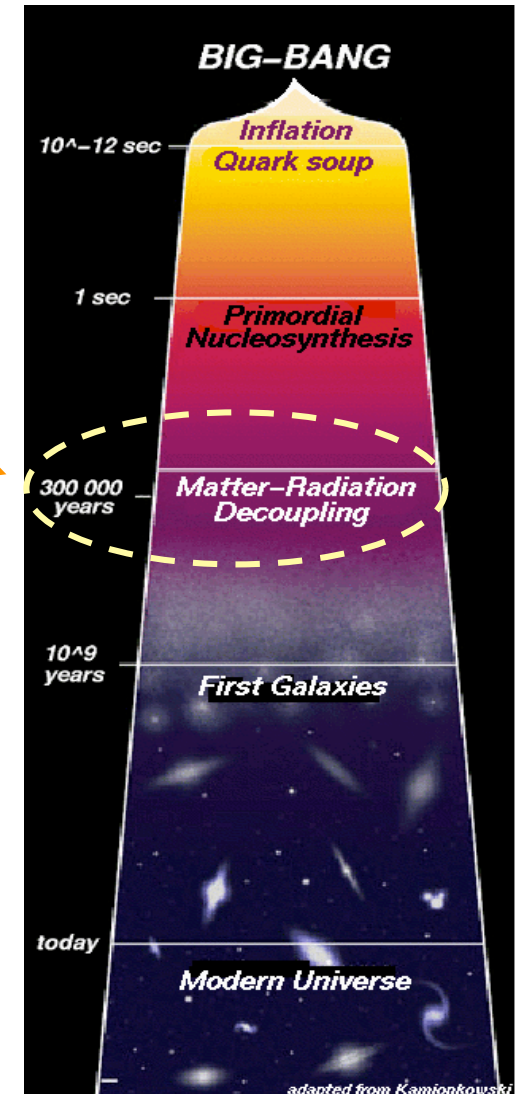 BIG-BANG
Inflation
10^-12 sec
Quark soup
1 sec
Primordial
Nucleosynthesis
300 000
years
Matter-Radiation
Decoupling
10^9
years
First Galaxies
today
Modern Universe
adapted from Kamionkowski